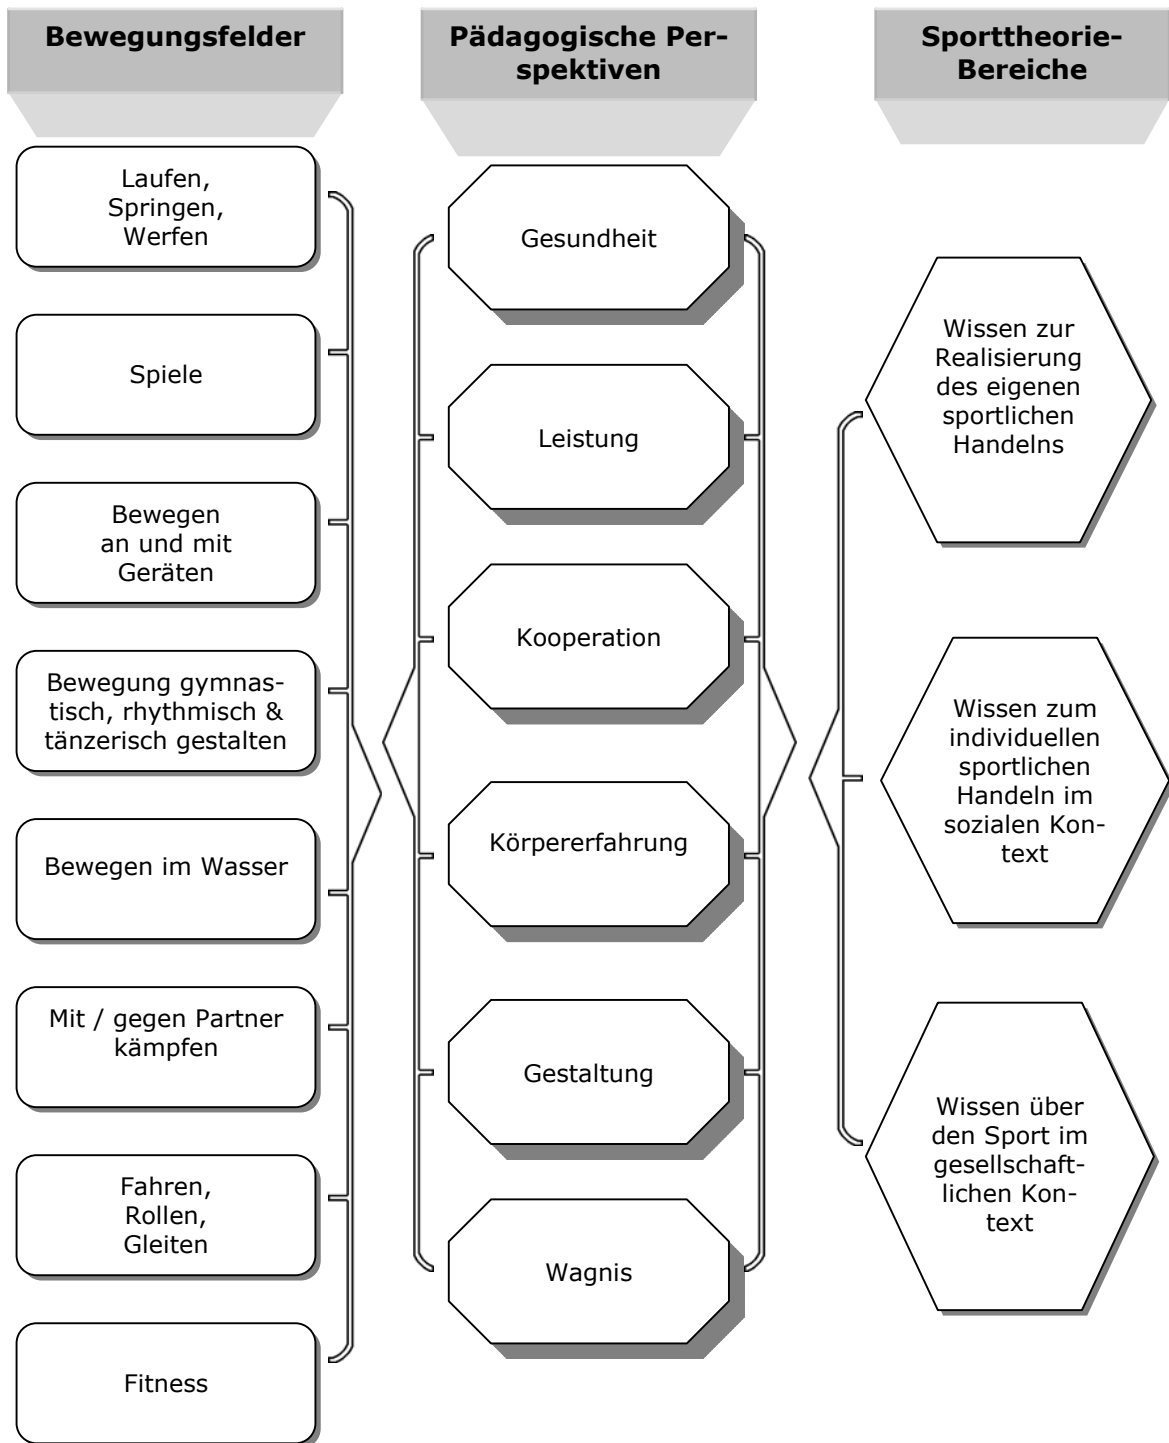 Bewegungsfelder
Laufen,
Springen,
Werfen
Spiele
Bewegen
an und mit
Geräten
Bewegung gymnas-
tisch, rhythmisch &
tänzerisch gestalten
Bewegen im Wasser
Mit / gegen Partner
kämpfen
Fahren,
Rollen,
Gleiten
Fitness
Pädagogische Per-
spektiven
Gesundheit
Leistung
Kooperation
Körpererfahrung
Gestaltung
Wagnis
Sporttheorie-
Bereiche
Wissen zur
Realisierung
des eigenen
sportlichen
Handelns
Wissen zum
individuellen
sportlichen
Handeln im
sozialen Kon-
text
Wissen über
den Sport im
gesellschaft-
lichen Kon-
text